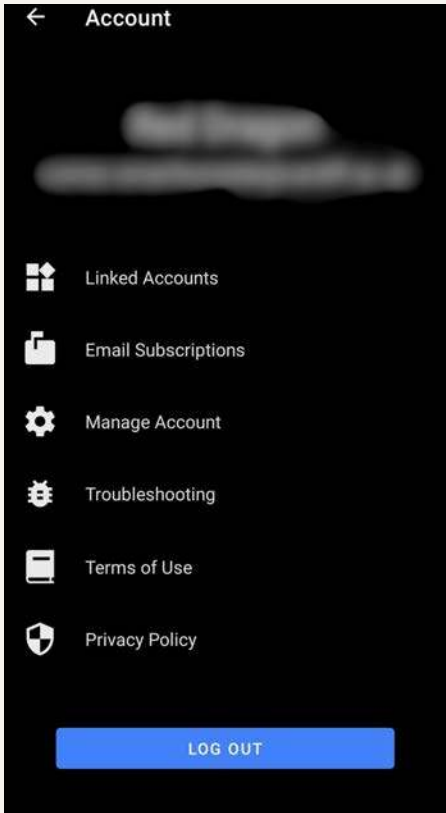 Account
Linked Accounts
Email Subscriptions
Manage Account
Troubleshooting
Terms of Use
Privacy Policy
LOG OUT